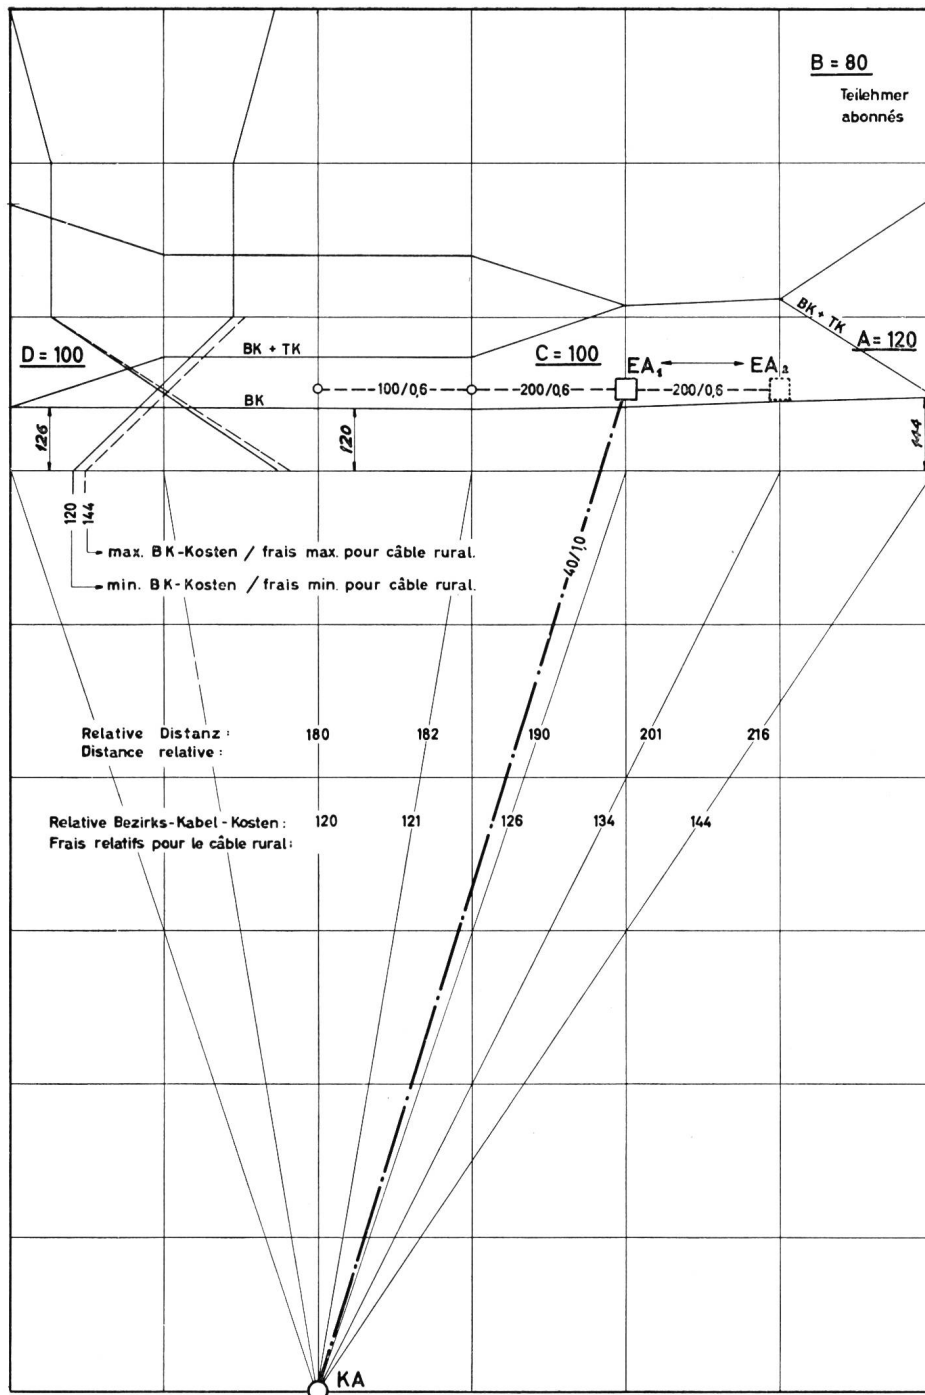 B = 80
Teilehmer
abonnés
BK + TK
D = 100
BK + TK
C = 100
EA₁
EA₂
A = 120
100/0,6
200/0,6
200/0,6
BK
126
120
144
120
144
max. BK-Kosten / frais max. pour câble rural.
min. BK-Kosten / frais min. pour câble rural.
40/1,0
Relative Distanz : 180 182 190 201 216
Distance relative :
Relative Bezirks-Kabel-Kosten : 120 121 126 134 144
Frais relatifs pour le câble rural :
KA